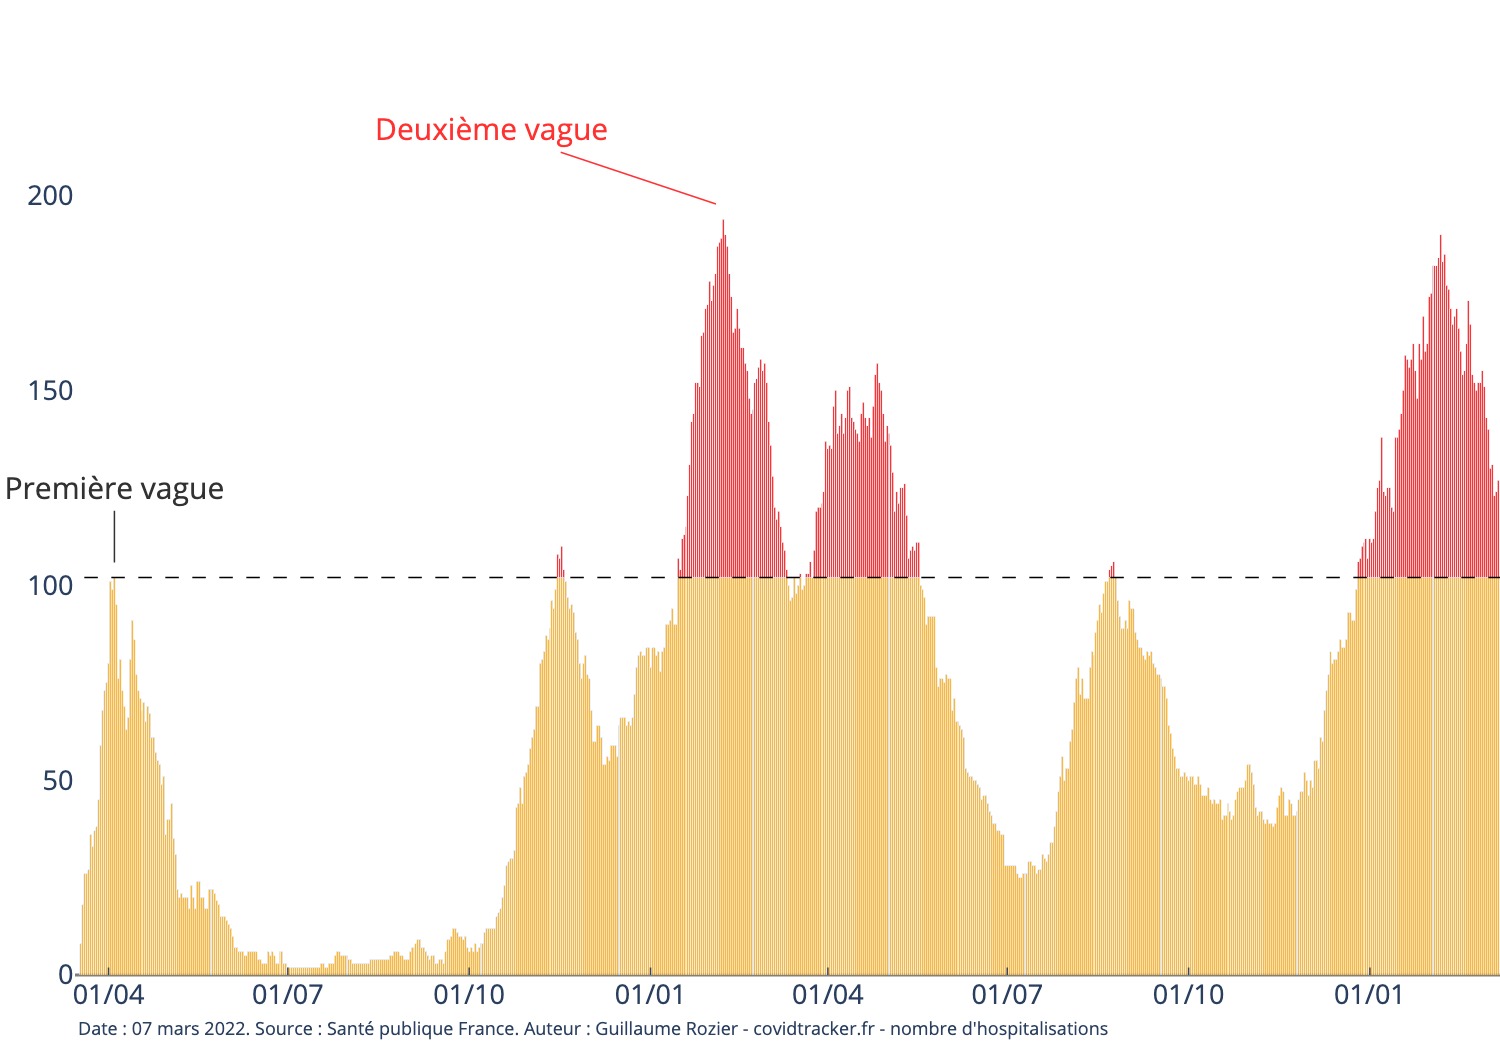 Deuxième vague
200
150
Première vague
100
50
0
01/04 01/07 01/10 01/01 01/04 01/07 01/10 01/01
Date : 07 mars 2022. Source : Santé publique France. Auteur : Guillaume Rozier - covidtracker.fr - nombre d'hospitalisations